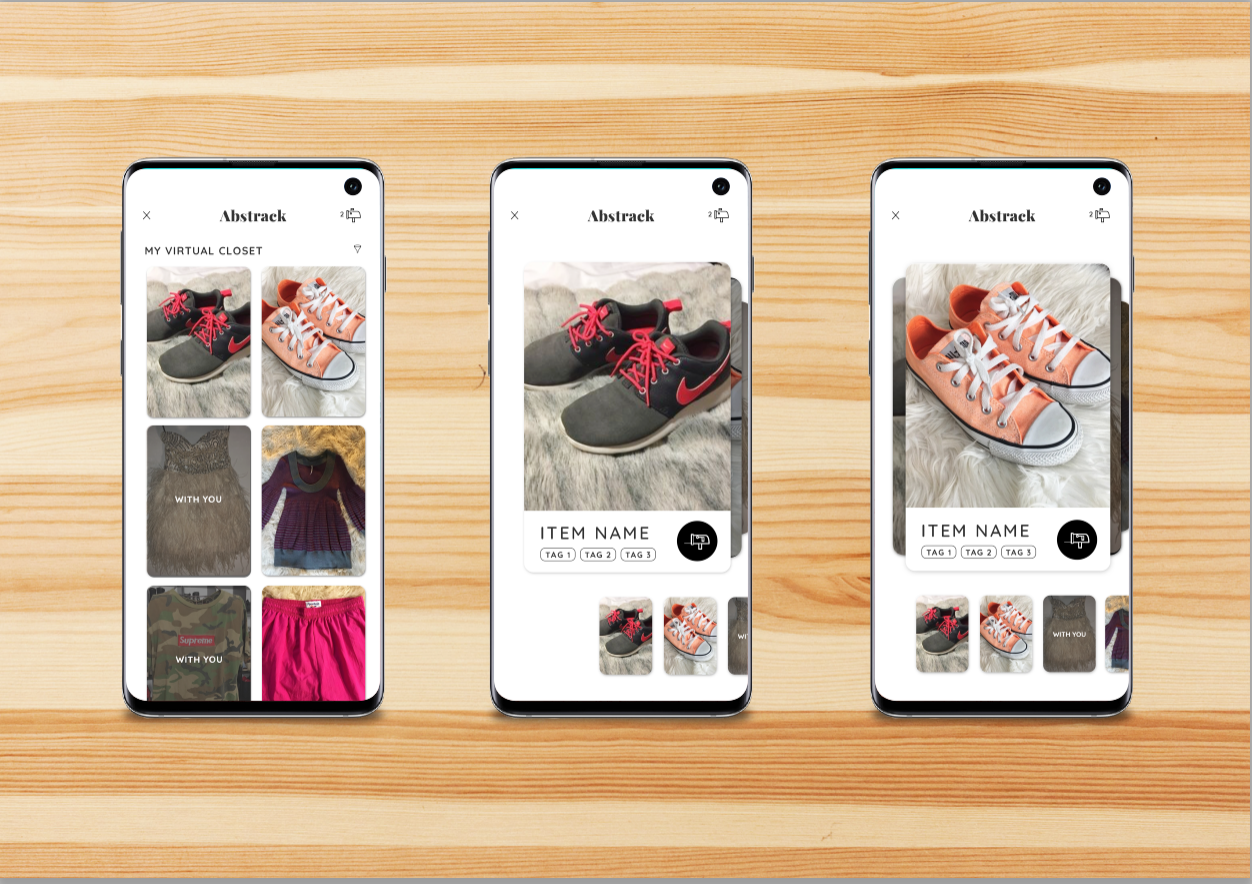 Abstrack
2
MY VIRTUAL CLOSET
WITH YOU
Supreme
WITH YOU
Abstrack
2
ITEM NAME
TAG 1 TAG 2 TAG 3
Abstrack
2
ITEM NAME
TAG 1 TAG 2 TAG 3
WITH YOU